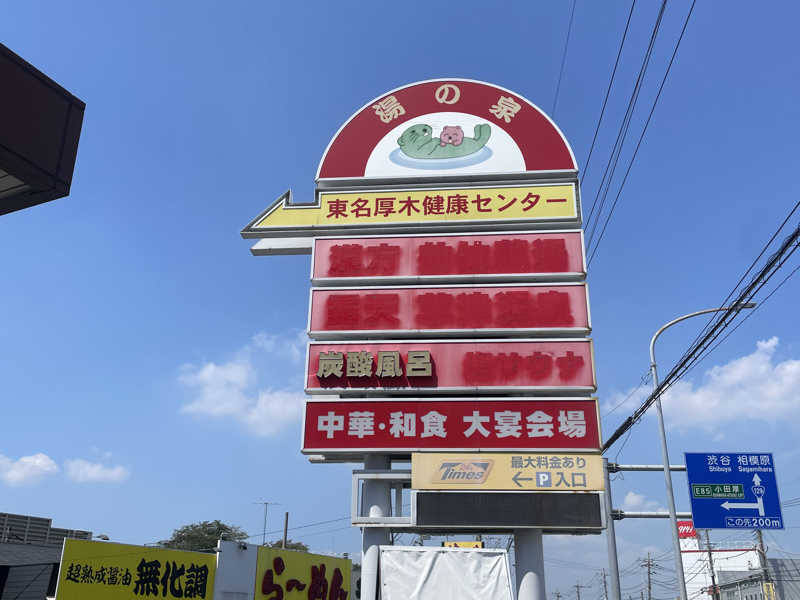 湯の泉
東名厚木健康センター
炭酸風呂
中華・和食 大宴会場
Times
最大料金あり
← P 入口
渋谷 相模原
Shibuya Sagamihara
E85 小田厚
129
この先200m
超熟成醤油 無化調
らーめん